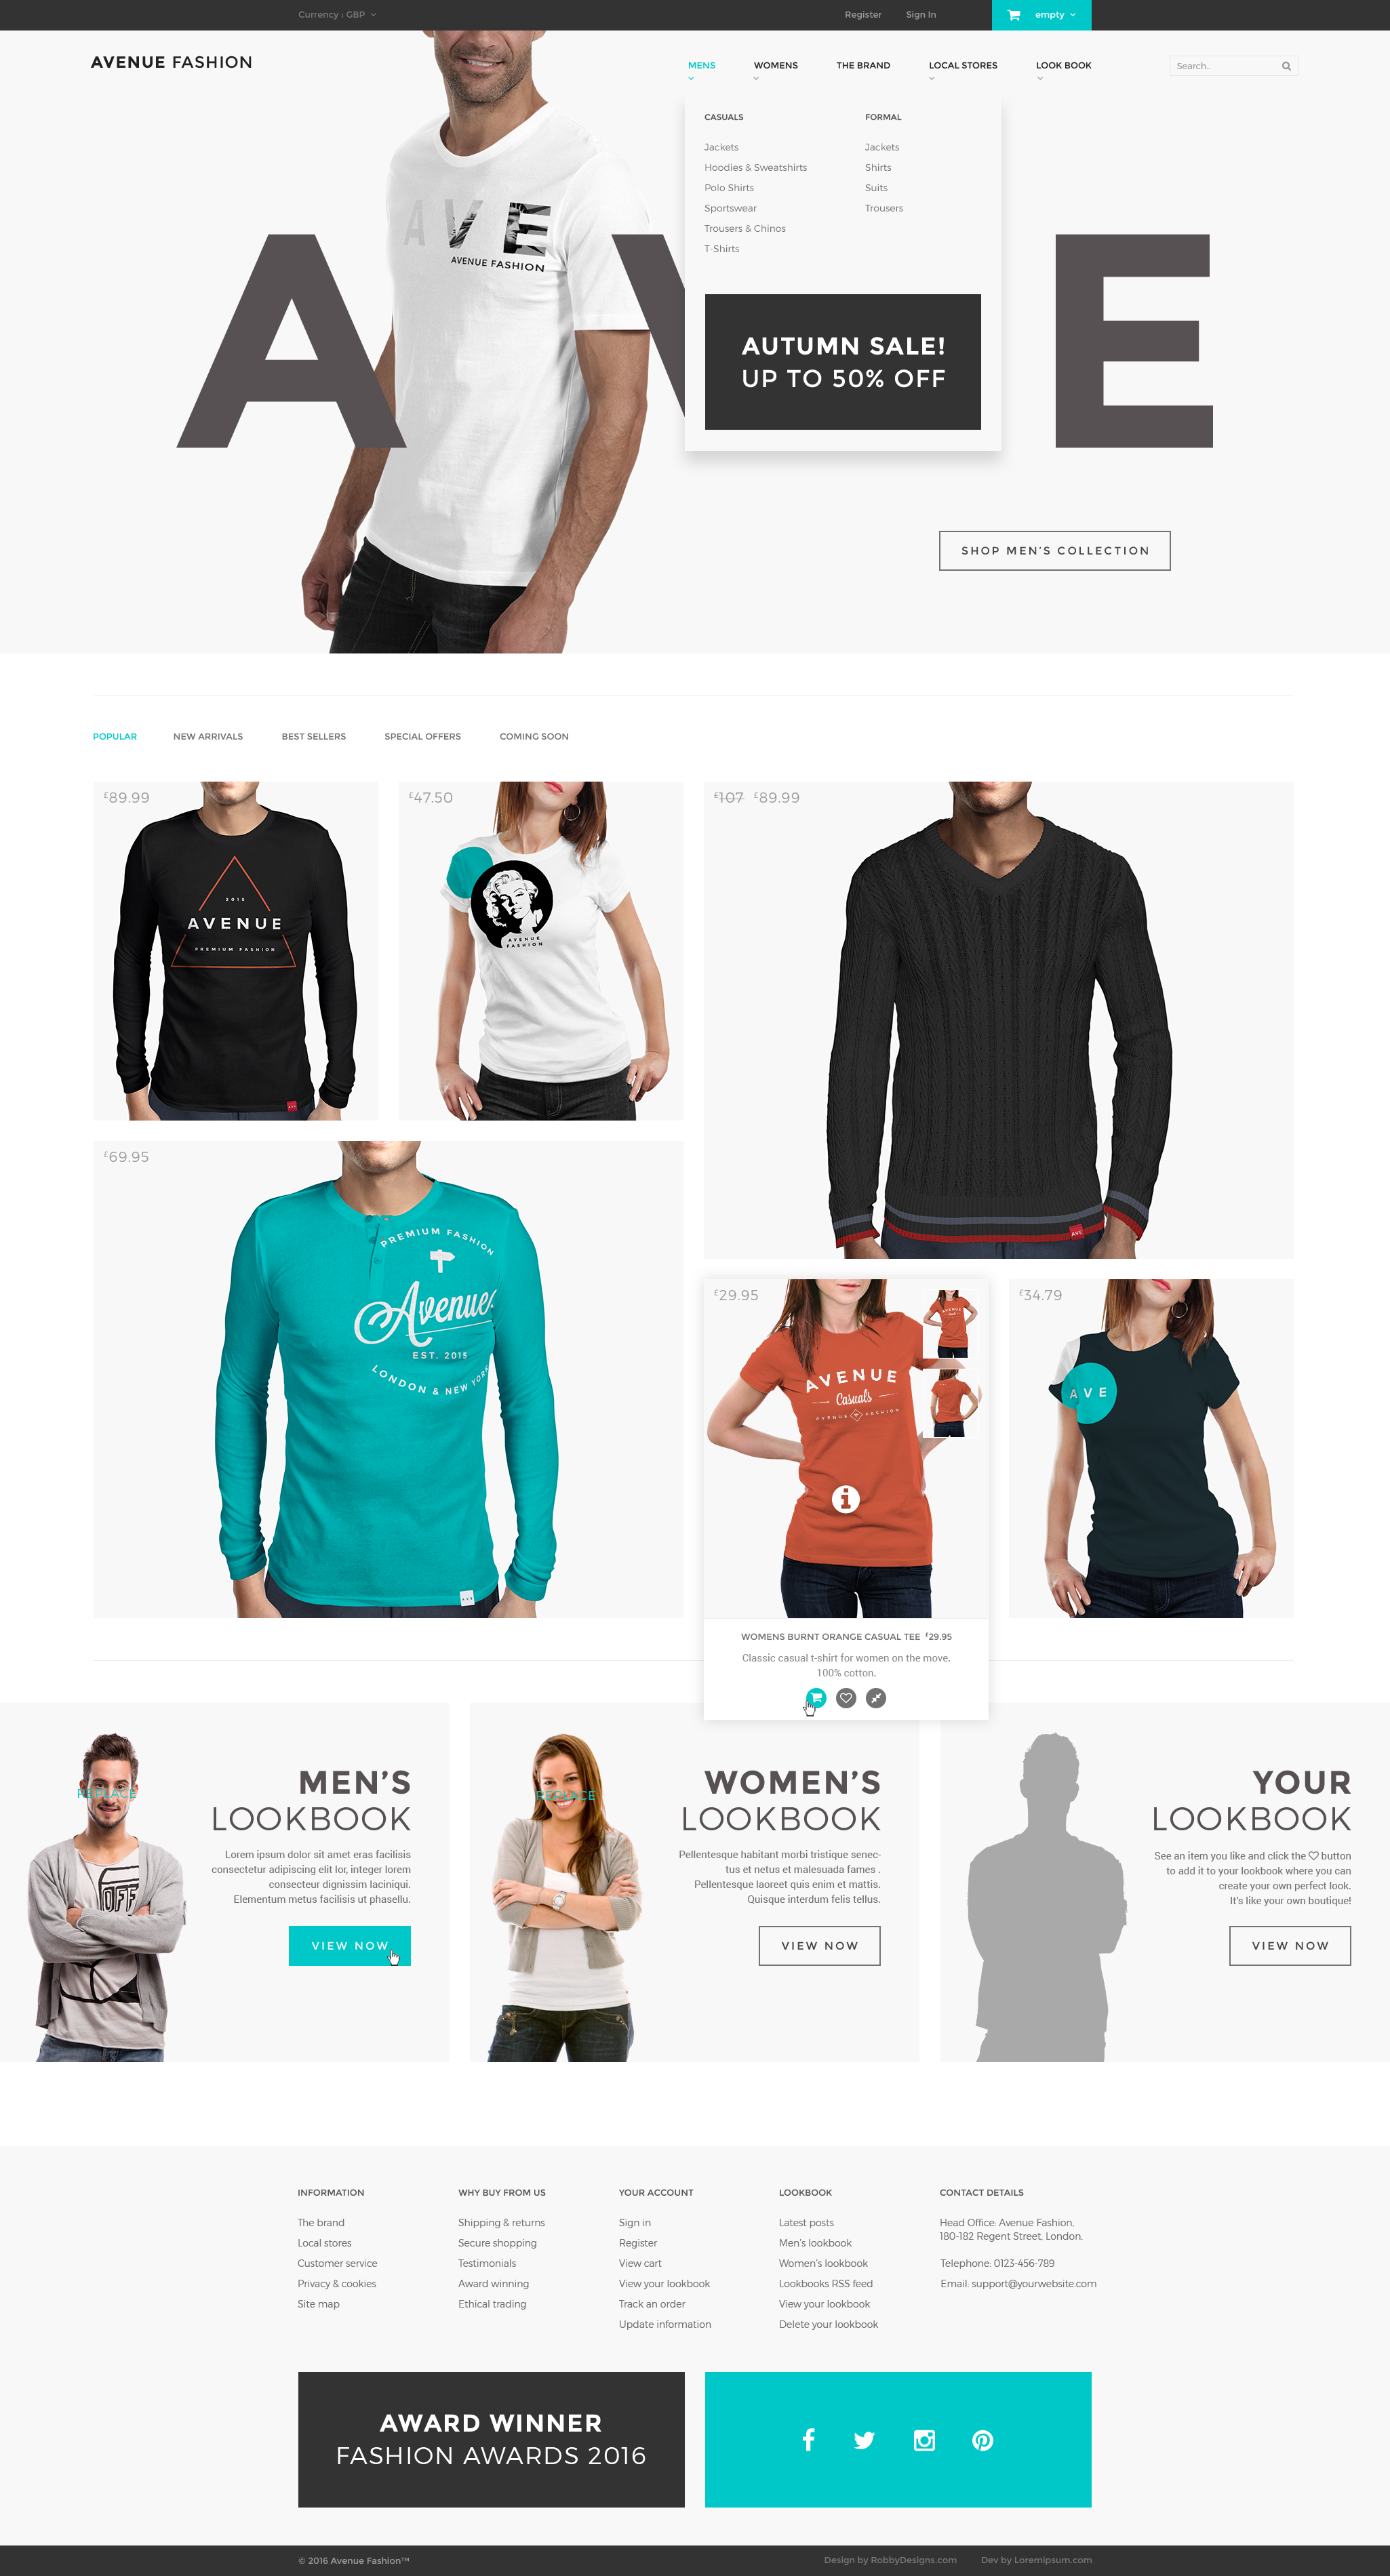 Currency : GBP
Register
Sign In
empty
AVENUE FASHION
MENS
WOMENS
THE BRAND
LOCAL STORES
LOOK BOOK
Search..
CASUALS
Jackets
Hoodies & Sweatshirts
Polo Shirts
Sportswear
Trousers & Chinos
T-Shirts
FORMAL
Jackets
Shirts
Suits
Trousers
AUTUMN SALE!
UP TO 50% OFF
AVE
AVENUE FASHION
A V E
SHOP MEN'S COLLECTION
POPULAR
NEW ARRIVALS
BEST SELLERS
SPECIAL OFFERS
COMING SOON
£89.99
2015
AVENUE
PREMIUM FASHION
£47.50
AVENUE
FASHION
£107 £89.99
AVE
£69.95
PREMIUM FASHION
Avenue
EST. 2015
LONDON & NEW YORK
AVE
£29.95
AVENUE
Casuals
AVENUE FASHION
WOMENS BURNT ORANGE CASUAL TEE £29.95
Classic casual t-shirt for women on the move.
100% cotton.
£34.79
AVE
REPLACE
OFF
MEN'S
LOOKBOOK
Lorem ipsum dolor sit amet eras facilisis
consectetur adipiscing elit lor, integer lorem
consecteur dignissim laciniqui.
Elementum metus facilisis ut phasellu.
VIEW NOW
REPLACE
WOMEN'S
LOOKBOOK
Pellentesque habitant morbi tristique senec-
tus et netus et malesuada fames .
Pellentesque laoreet quis enim et mattis.
Quisque interdum felis tellus.
VIEW NOW
YOUR
LOOKBOOK
See an item you like and click the ♡ button
to add it to your lookbook where you can
create your own perfect look.
It's like your own boutique!
VIEW NOW
INFORMATION
The brand
Local stores
Customer service
Privacy & cookies
Site map
WHY BUY FROM US
Shipping & returns
Secure shopping
Testimonials
Award winning
Ethical trading
YOUR ACCOUNT
Sign in
Register
View cart
View your lookbook
Track an order
Update information
LOOKBOOK
Latest posts
Men's lookbook
Women's lookbook
Lookbooks RSS feed
View your lookbook
Delete your lookbook
CONTACT DETAILS
Head Office: Avenue Fashion,
180-182 Regent Street, London.
Telephone: 0123-456-789
Email: support@yourwebsite.com
AWARD WINNER
FASHION AWARDS 2016
© 2016 Avenue Fashion™
Design by RobbyDesigns.com
Dev by Loremipsum.com